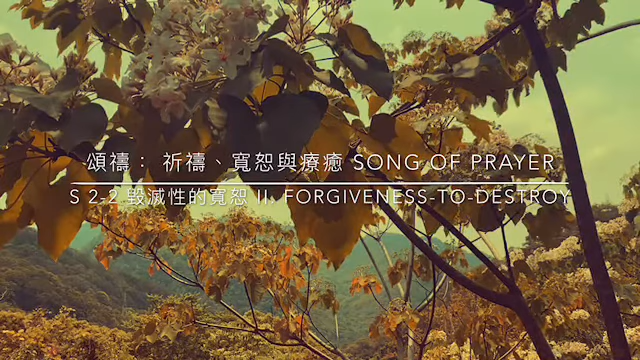 頌禱： 祈禱、寬恕與療癒 SONG OF PRAYER
S 2-2 毀滅性的寬恕 II. FORGIVENESS-TO-DESTROY